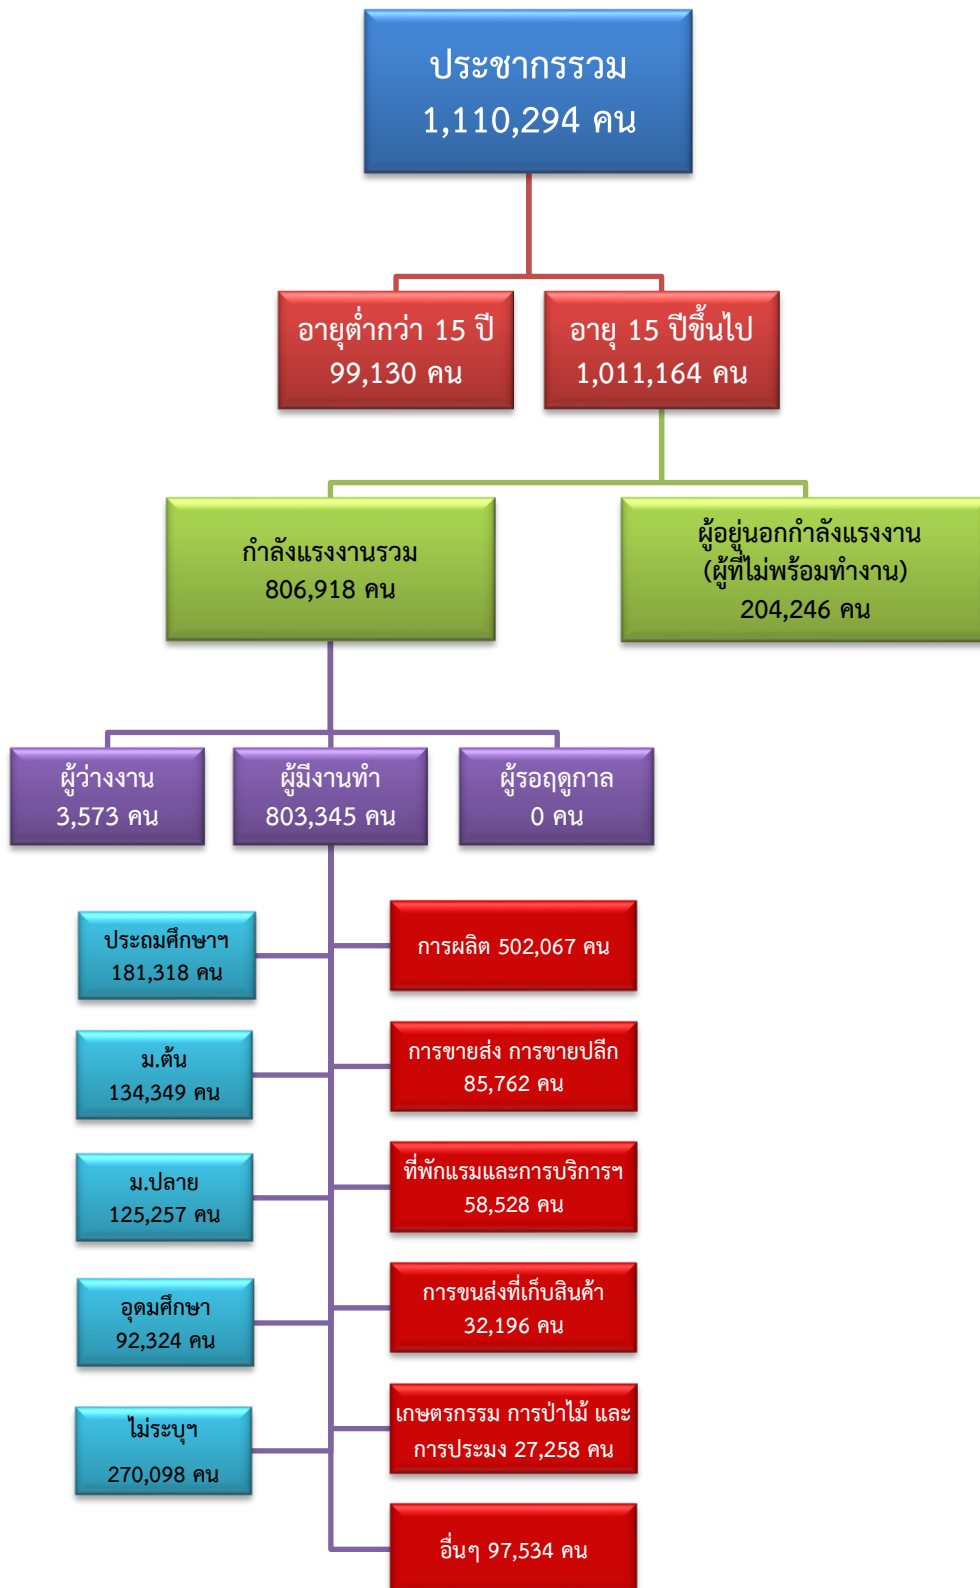 ประชากรรวม
1,110,294 คน
อายุต่ำกว่า 15 ปี
99,130 คน
อายุ 15 ปีขึ้นไป
1,011,164 คน
กำลังแรงงานรวม
806,918 คน
ผู้อยู่นอกกำลังแรงงาน
(ผู้ที่ไม่พร้อมทำงาน)
204,246 คน
ผู้ว่างงาน
3,573 คน
ผู้มีงานทำ
803,345 คน
ผู้รอฤดูกาล
0 คน
ประถมศึกษาฯ
181,318 คน
ม.ต้น
134,349 คน
ม.ปลาย
125,257 คน
อุดมศึกษา
92,324 คน
ไม่ระบุฯ
270,098 คน
การผลิต 502,067 คน
การขายส่ง การขายปลีก
85,762 คน
ที่พักแรมและการบริการฯ
58,528 คน
การขนส่งที่เก็บสินค้า
32,196 คน
เกษตรกรรม การป่าไม้ และ
การประมง 27,258 คน
อื่นๆ 97,534 คน